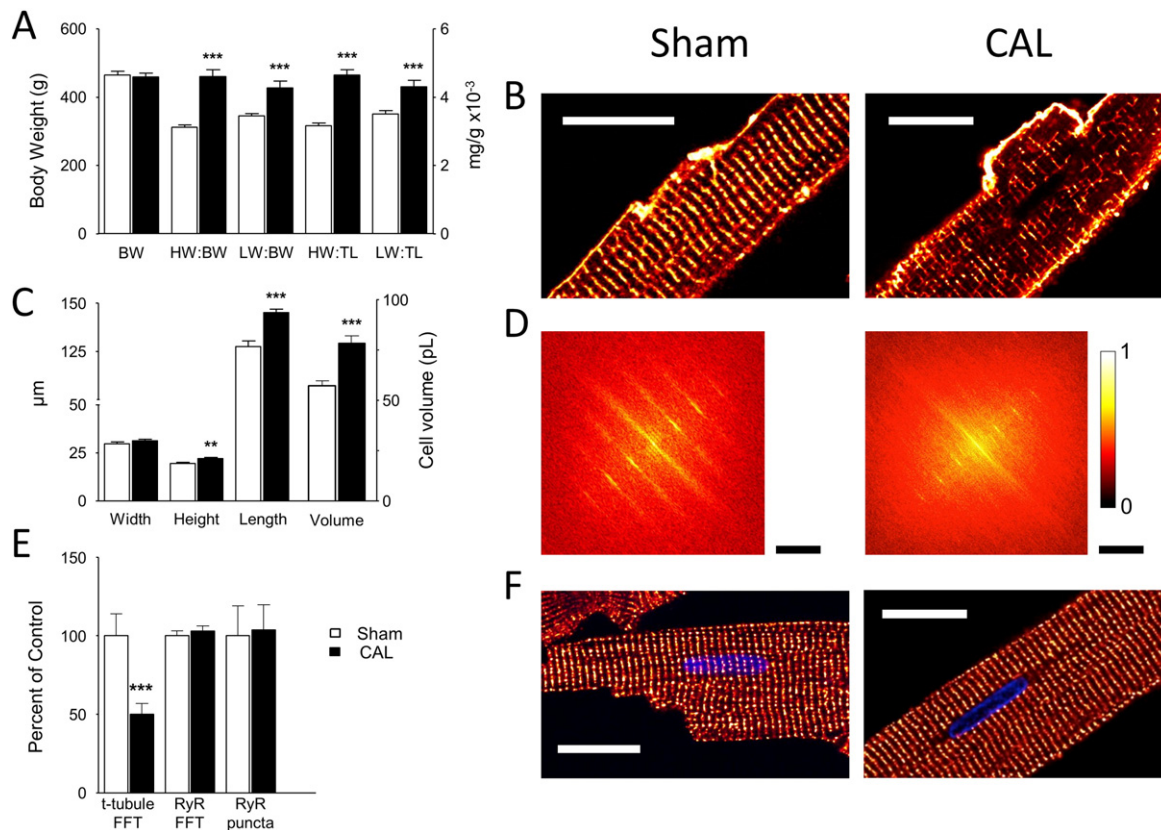 Sham
CAL
A
600
400
200
0
Body Weight (g)
6
4
2
0
mg/g x10⁻³
***
***
***
***
BW
HW:BW
LW:BW
HW:TL
LW:TL
B
C
150
125
50
25
0
µm
100
50
0
Cell volume (pL)
**
***
***
Width
Height
Length
Volume
D
1
0
E
150
100
50
0
Percent of Control
***
t-tubule
FFT
RyR
FFT
RyR
puncta
Sham
CAL
F